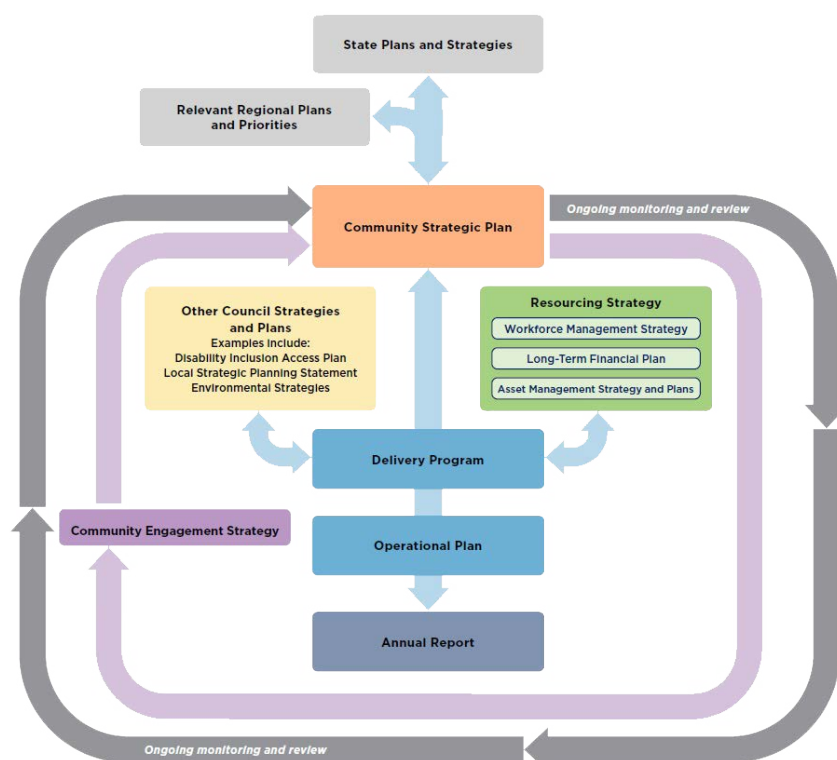 State Plans and Strategies
Relevant Regional Plans
and Priorities
Community Strategic Plan
Ongoing monitoring and review
Other Council Strategies
and Plans
Examples include:
Disability Inclusion Access Plan
Local Strategic Planning Statement
Environmental Strategies
Resourcing Strategy
Workforce Management Strategy
Long-Term Financial Plan
Asset Management Strategy and Plans
Delivery Program
Community Engagement Strategy
Operational Plan
Annual Report
Ongoing monitoring and review